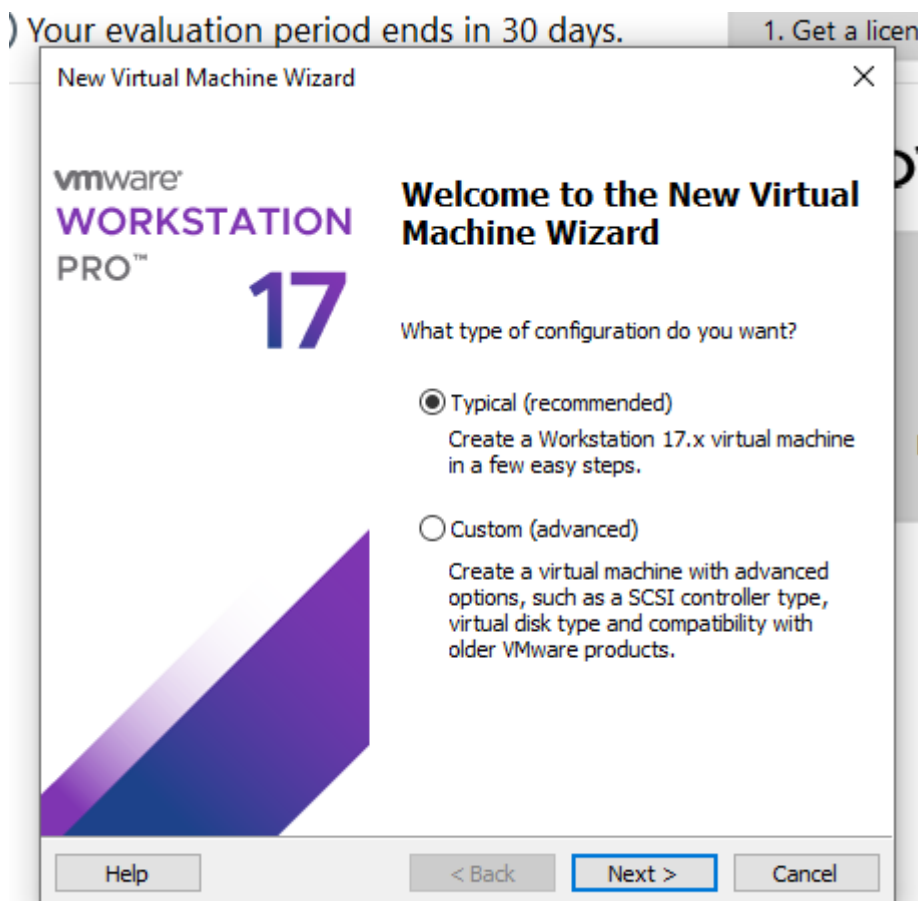 Your evaluation period ends in 30 days.
1. Get a licen
New Virtual Machine Wizard
vmware®
WORKSTATION
PRO™
17
Welcome to the New Virtual
Machine Wizard
What type of configuration do you want?
Typical (recommended)
Create a Workstation 17.x virtual machine
in a few easy steps.
Custom (advanced)
Create a virtual machine with advanced
options, such as a SCSI controller type,
virtual disk type and compatibility with
older VMware products.
Help
< Back
Next >
Cancel